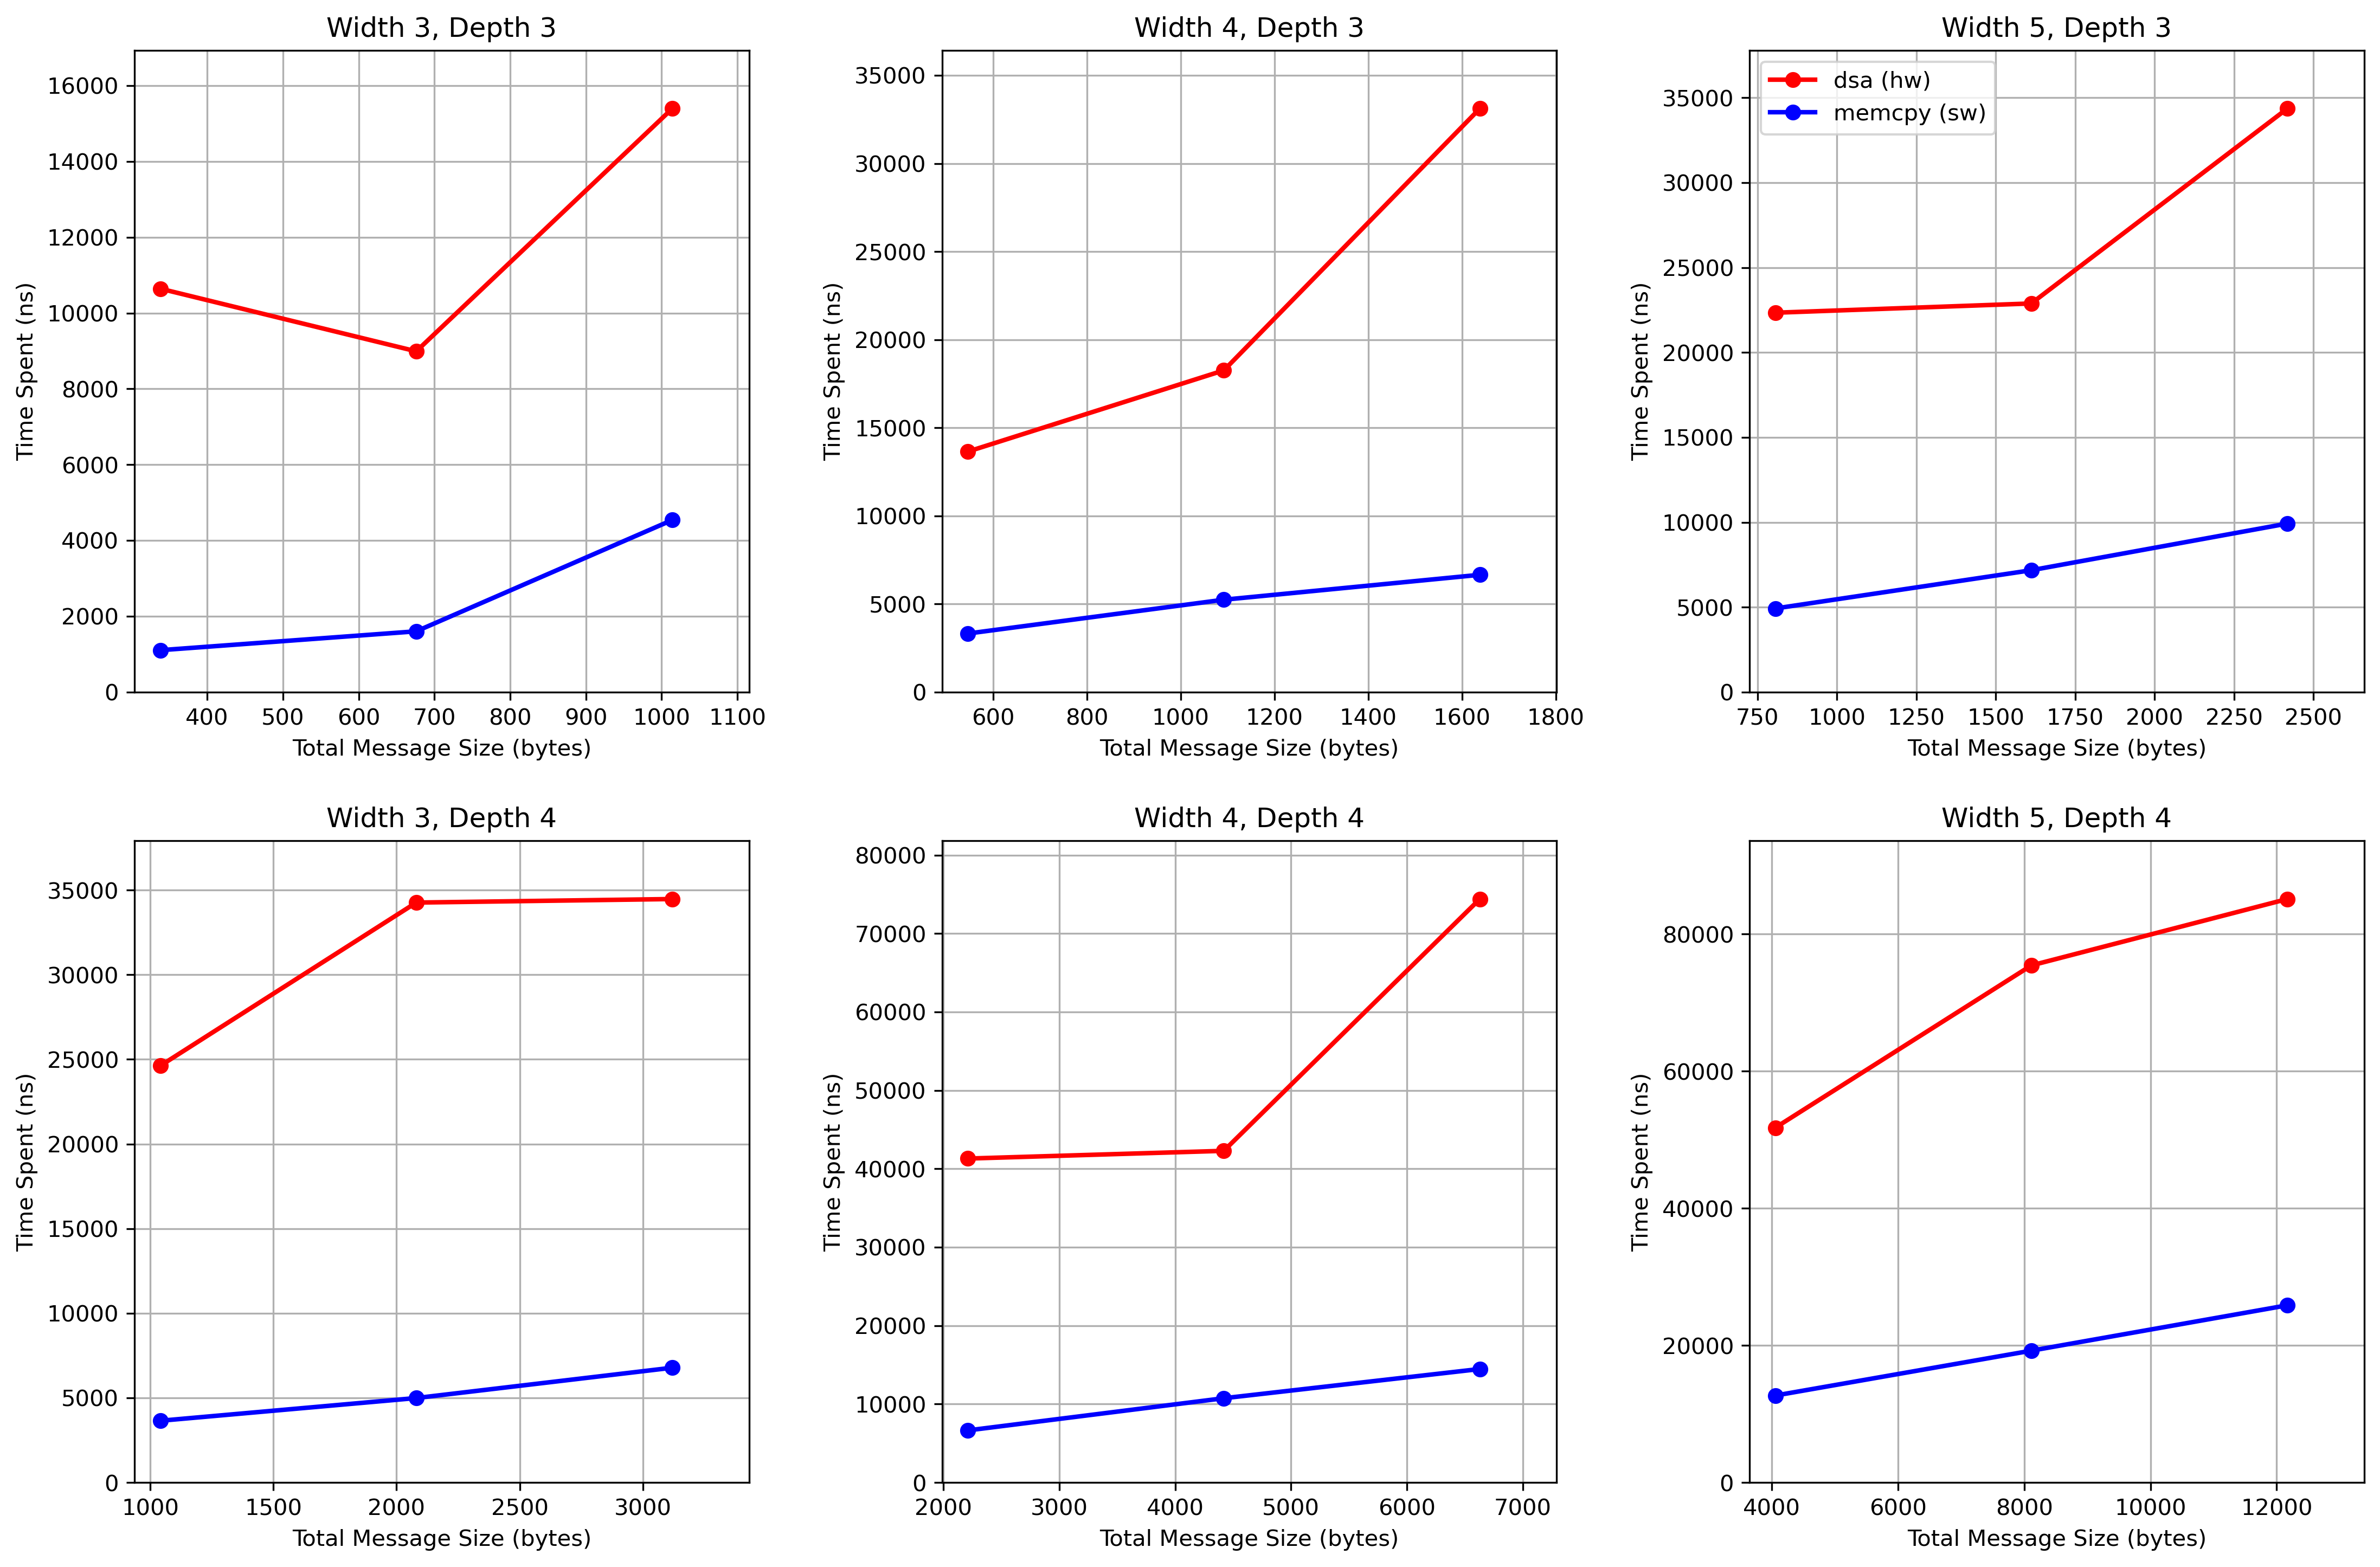 Width 3, Depth 3
Time Spent (ns)
16000
14000
12000
10000
8000
6000
4000
2000
0
400 500 600 700 800 900 1000 1100
Total Message Size (bytes)
Width 4, Depth 3
Time Spent (ns)
35000
30000
25000
20000
15000
10000
5000
0
600 800 1000 1200 1400 1600 1800
Total Message Size (bytes)
Width 5, Depth 3
dsa (hw)
memcpy (sw)
Time Spent (ns)
35000
30000
25000
20000
15000
10000
5000
0
750 1000 1250 1500 1750 2000 2250 2500
Total Message Size (bytes)
Width 3, Depth 4
Time Spent (ns)
35000
30000
25000
20000
15000
10000
5000
0
1000 1500 2000 2500 3000
Total Message Size (bytes)
Width 4, Depth 4
Time Spent (ns)
80000
70000
60000
50000
40000
30000
20000
10000
0
2000 3000 4000 5000 6000 7000
Total Message Size (bytes)
Width 5, Depth 4
Time Spent (ns)
80000
60000
40000
20000
0
4000 6000 8000 10000 12000
Total Message Size (bytes)